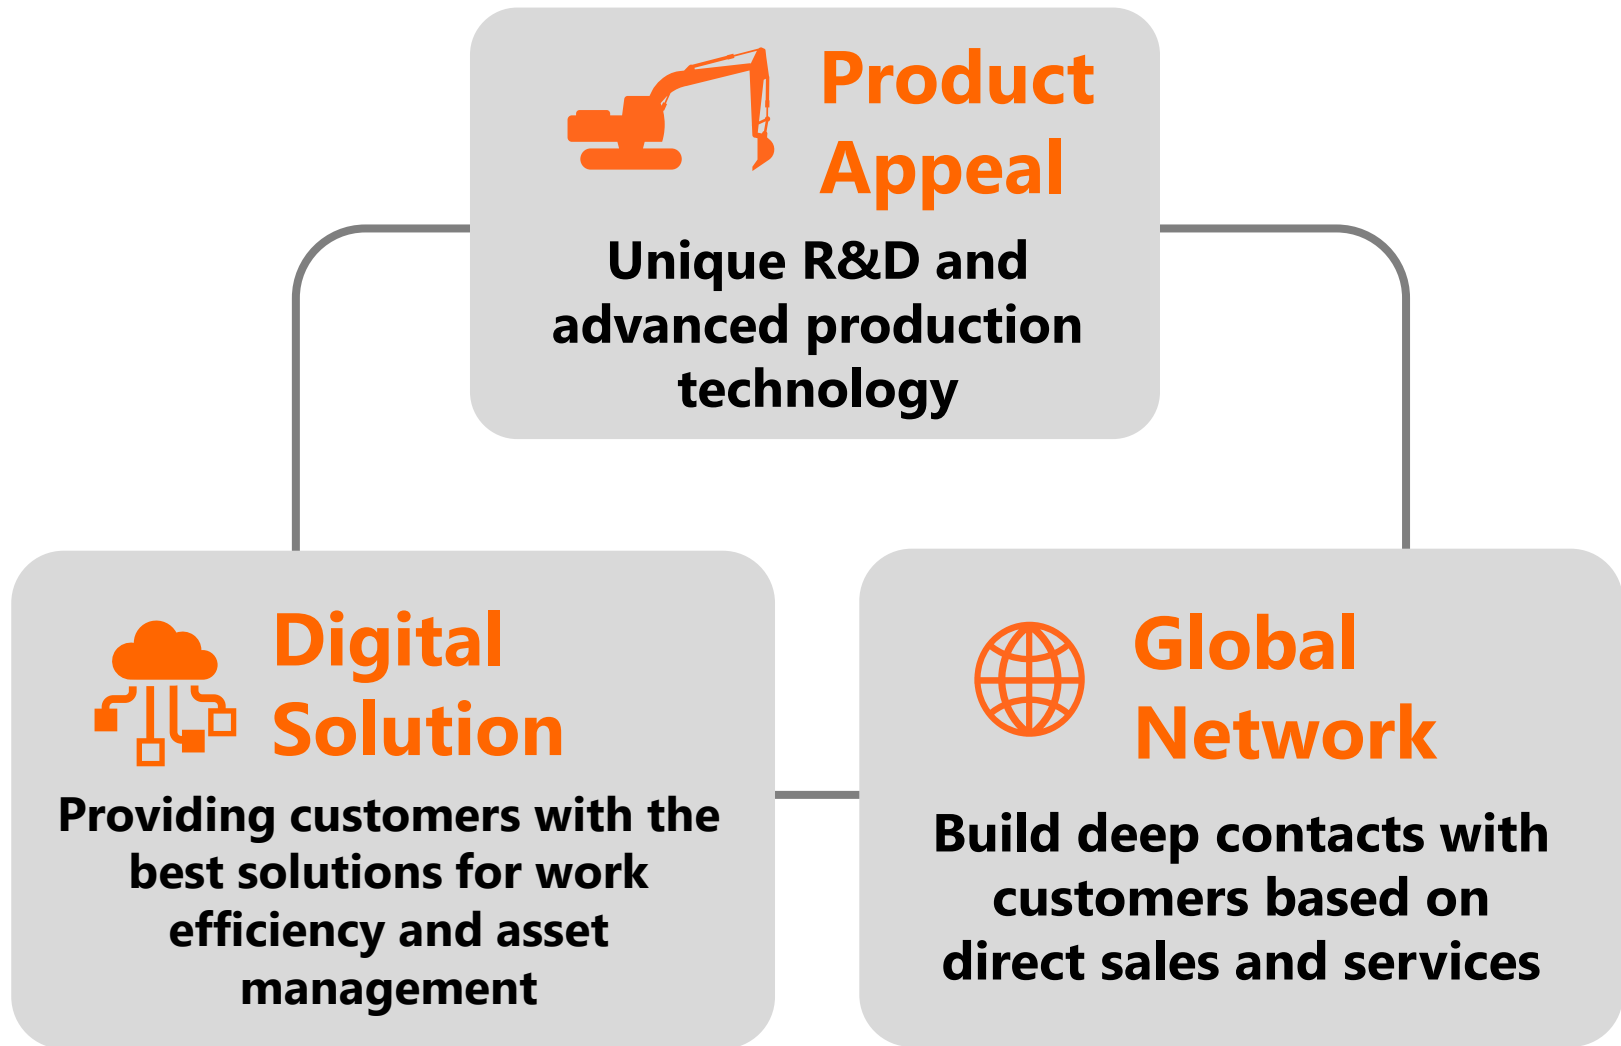 Product
Appeal
Unique R&D and
advanced production
technology
Digital
Solution
Providing customers with the
best solutions for work
efficiency and asset
management
Global
Network
Build deep contacts with
customers based on
direct sales and services